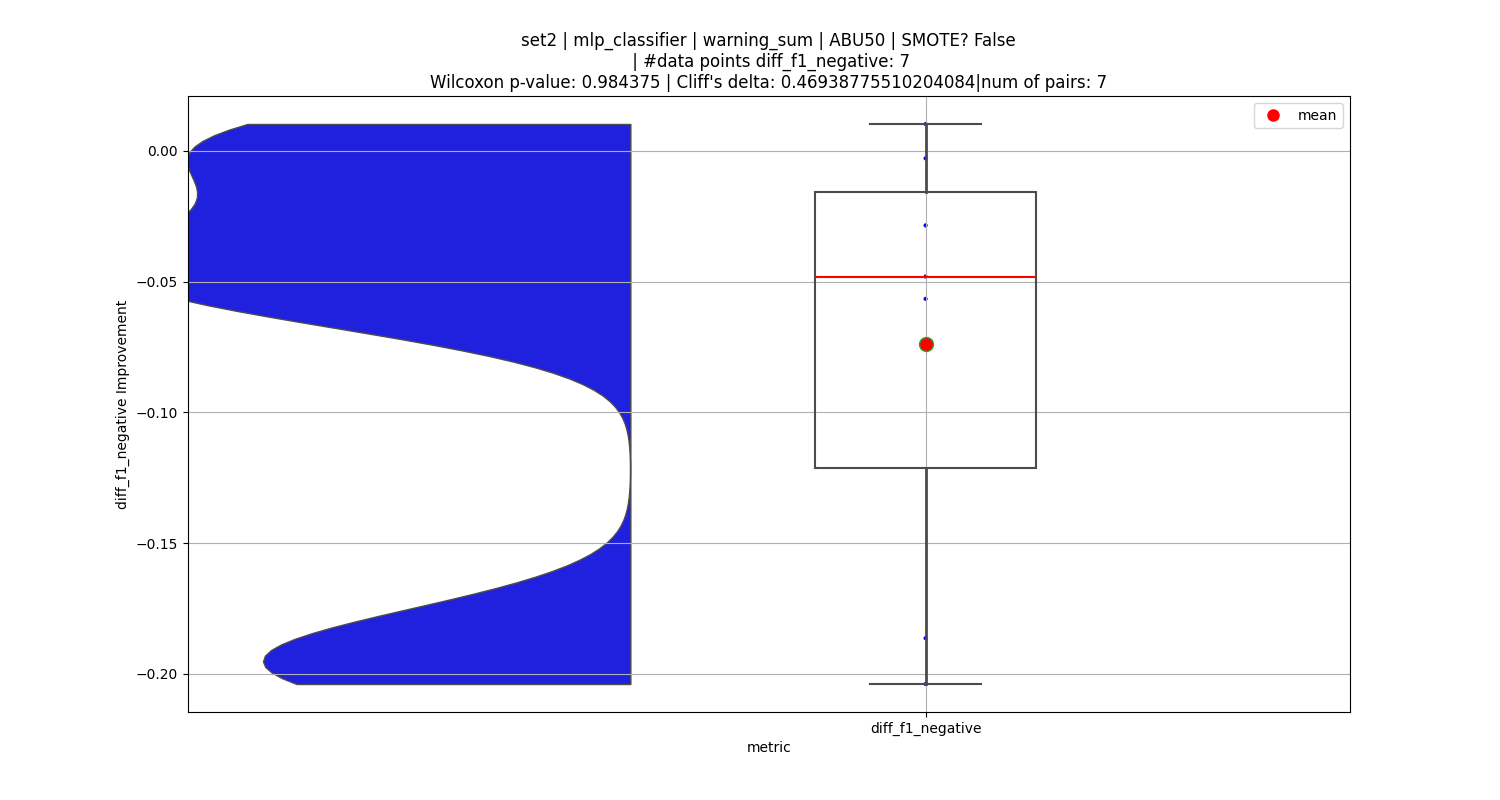 set2 | mlp_classifier | warning_sum | ABU50 | SMOTE? False
| #data points diff_f1_negative: 7
Wilcoxon p-value: 0.984375 | Cliff's delta: 0.46938775510204084|num of pairs: 7
mean
0.00
−0.05
−0.10
−0.15
−0.20
diff_f1_negative Improvement
diff_f1_negative
metric